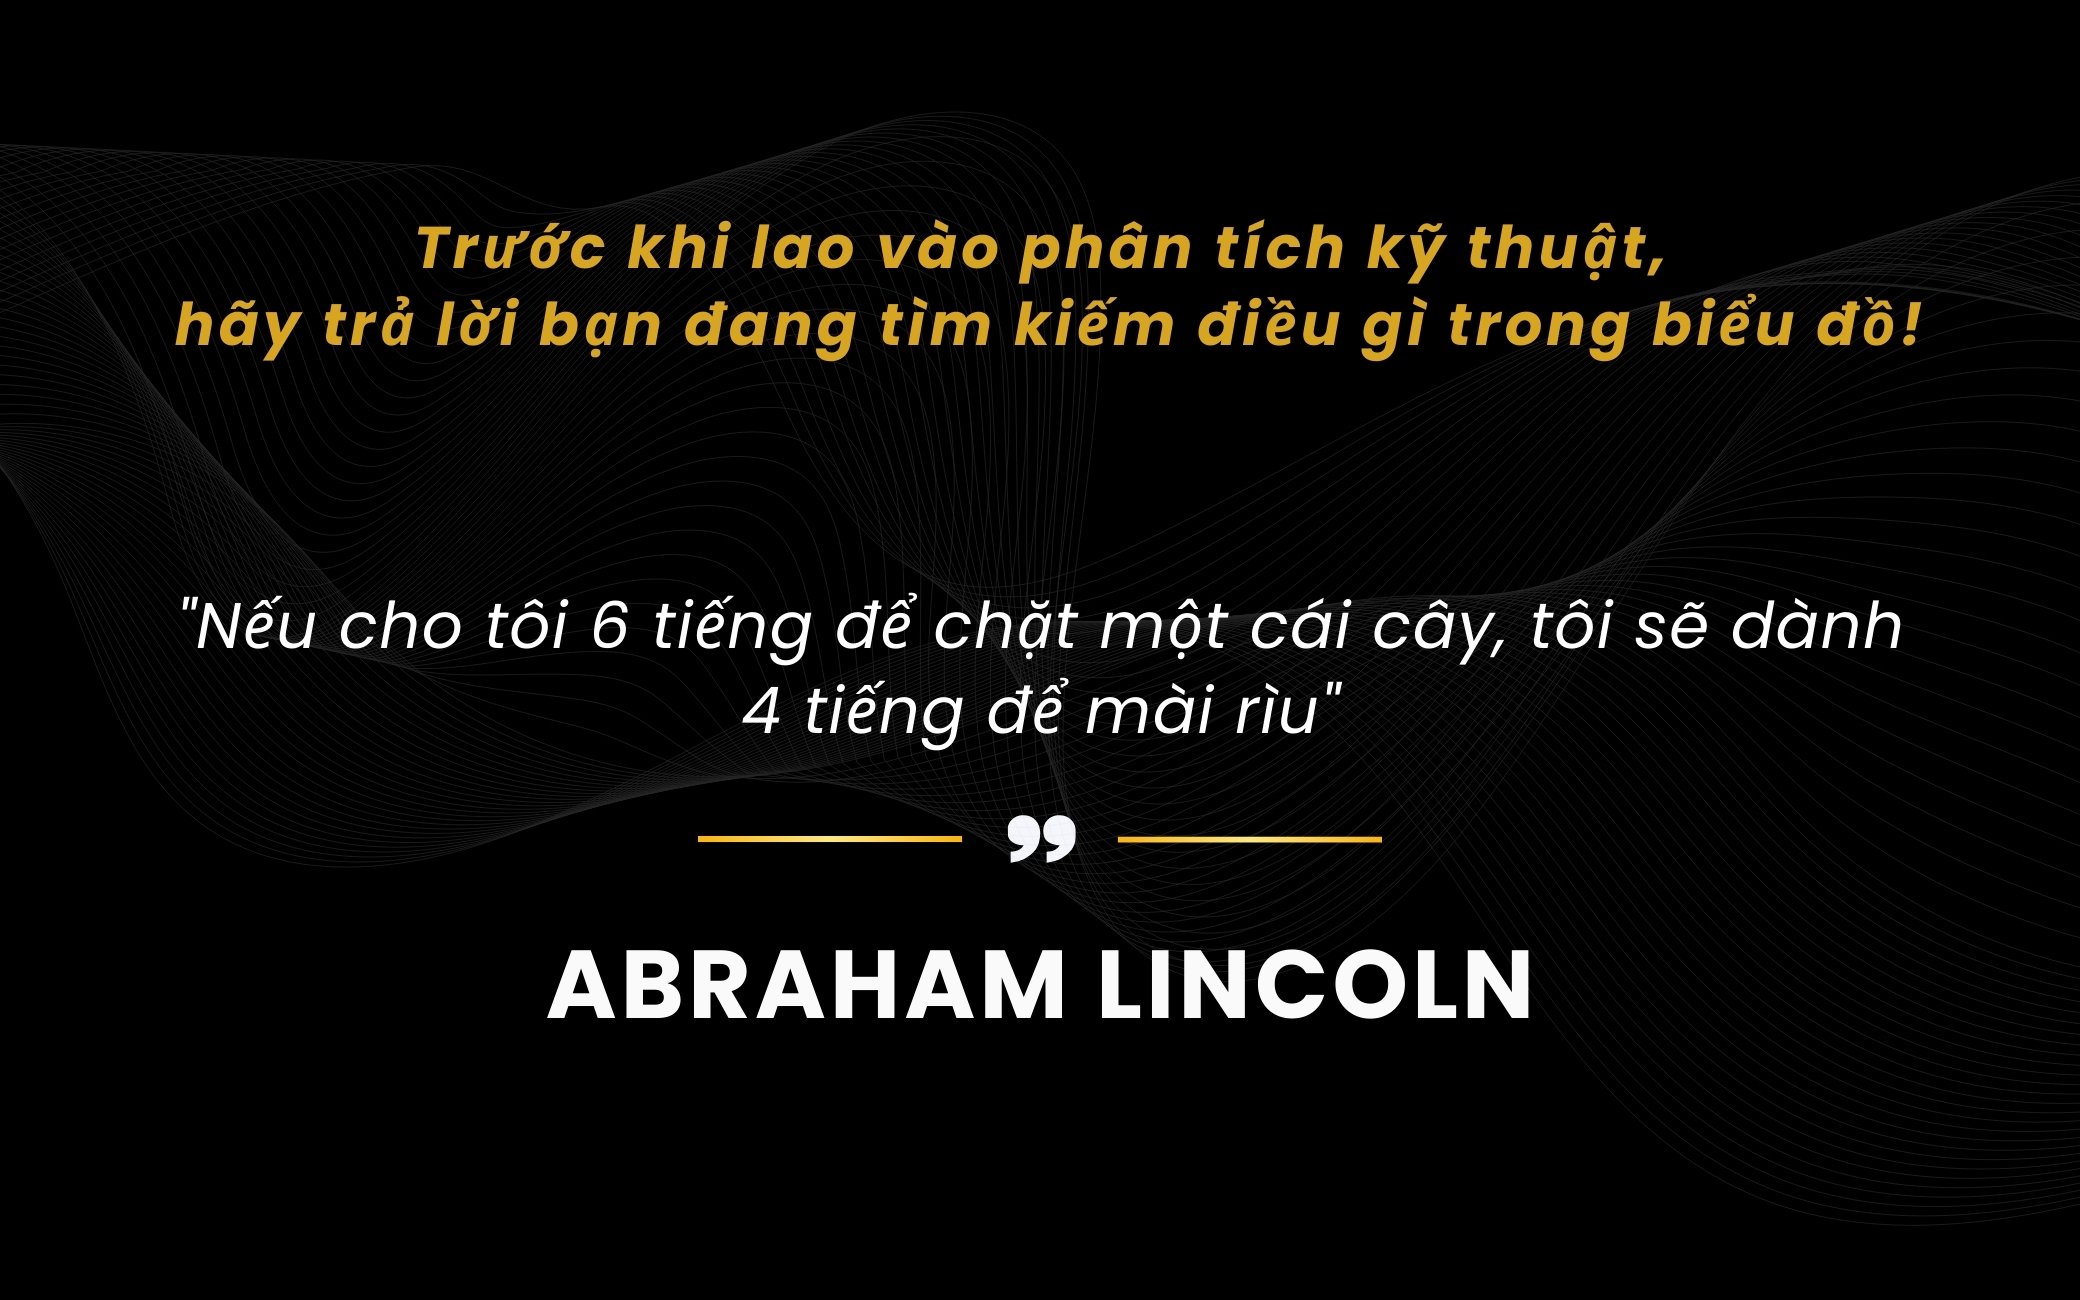 Trước khi lao vào phân tích kỹ thuật,
hãy trả lời bạn đang tìm kiếm điều gì trong biểu đồ!
"Nếu cho tôi 6 tiếng để chặt một cái cây, tôi sẽ dành
4 tiếng để mài rìu"
”
ABRAHAM LINCOLN